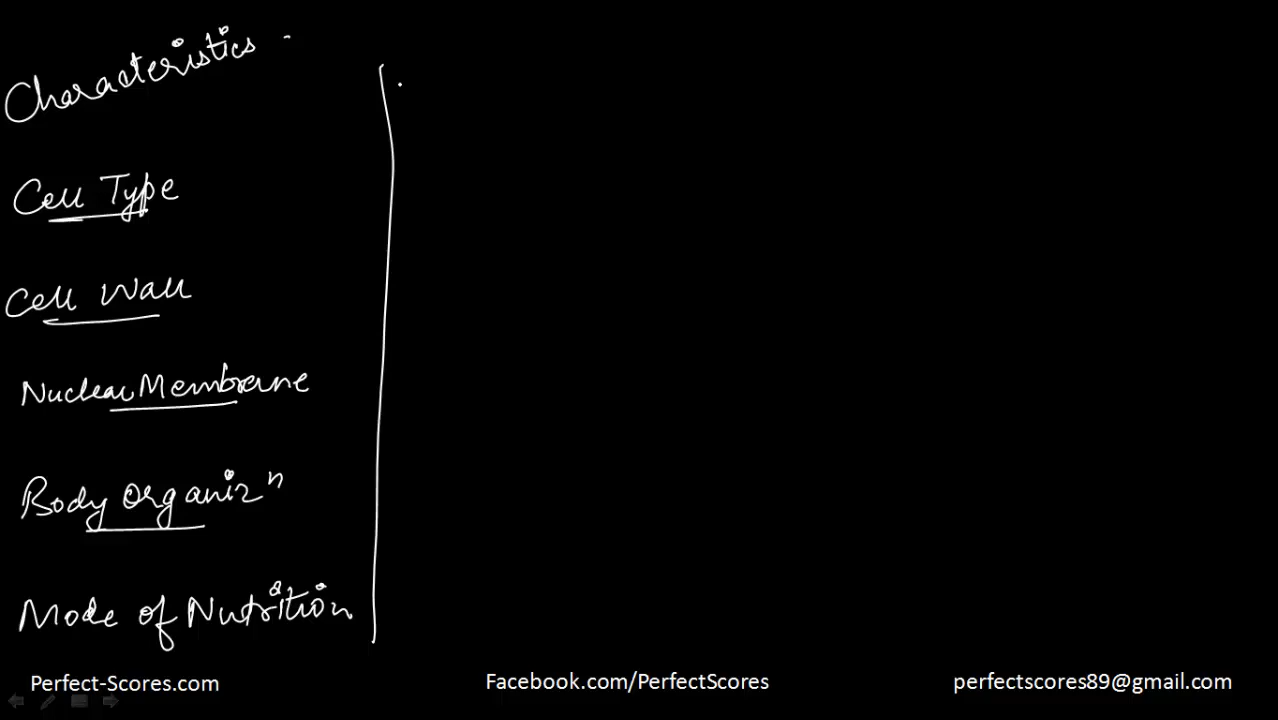 Characteristics
Cell Type
Cell Wall
Nuclear Membrane
Body Organizn
Mode of Nutrition
Perfect-Scores.com
Facebook.com/PerfectScores
perfectscores89@gmail.com